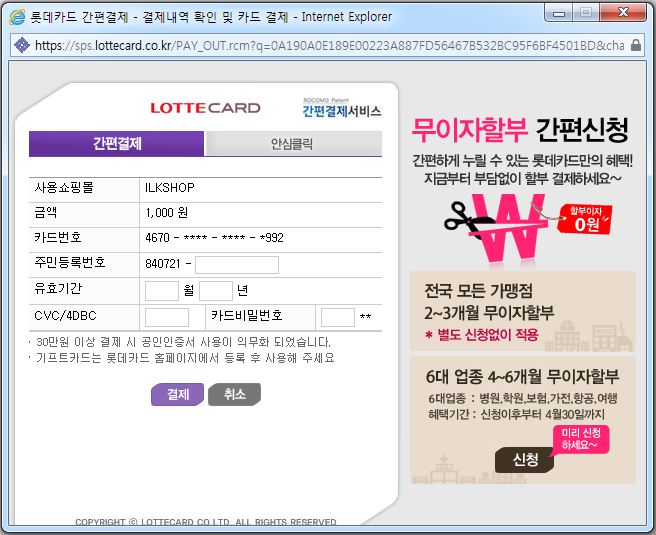 롯데카드 간편결제 - 결제내역 확인 및 카드 결제 - Internet Explorer
https://sps.lottecard.co.kr/PAY_OUT.rcm?q=0A190A0E189E00223A887FD56467B532BC95F6BF4501BD&cha
LOTTE CARD
ROCOMO Patent
간편결제서비스
간편결제
안심클릭
사용쇼핑몰 ILKSHOP
금액 1,000 원
카드번호 4670 - **** - **** - *992
주민등록번호 840721 -
유효기간 월 년
CVC/4DBC 카드비밀번호 **
· 30만원 이상 결제 시 공인인증서 사용이 의무화 되었습니다.
· 기프트카드는 롯데카드 홈페이지에서 등록 후 사용해 주세요
결제
취소
COPYRIGHT ⓒ LOTTECARD CO.LTD. ALL RIGHTS RESERVED
무이자할부 간편신청
간편하게 누릴 수 있는 롯데카드만의 혜택!
지금부터 부담없이 할부 결제하세요~
₩
할부이자
0원
전국 모든 가맹점
2~3개월 무이자할부
* 별도 신청없이 적용
6대 업종 4~6개월 무이자할부
6대업종 : 병원,학원,보험,가전,항공,여행
혜택기간 : 신청이후부터 4월30일까지
미리 신청
하세요~
신청